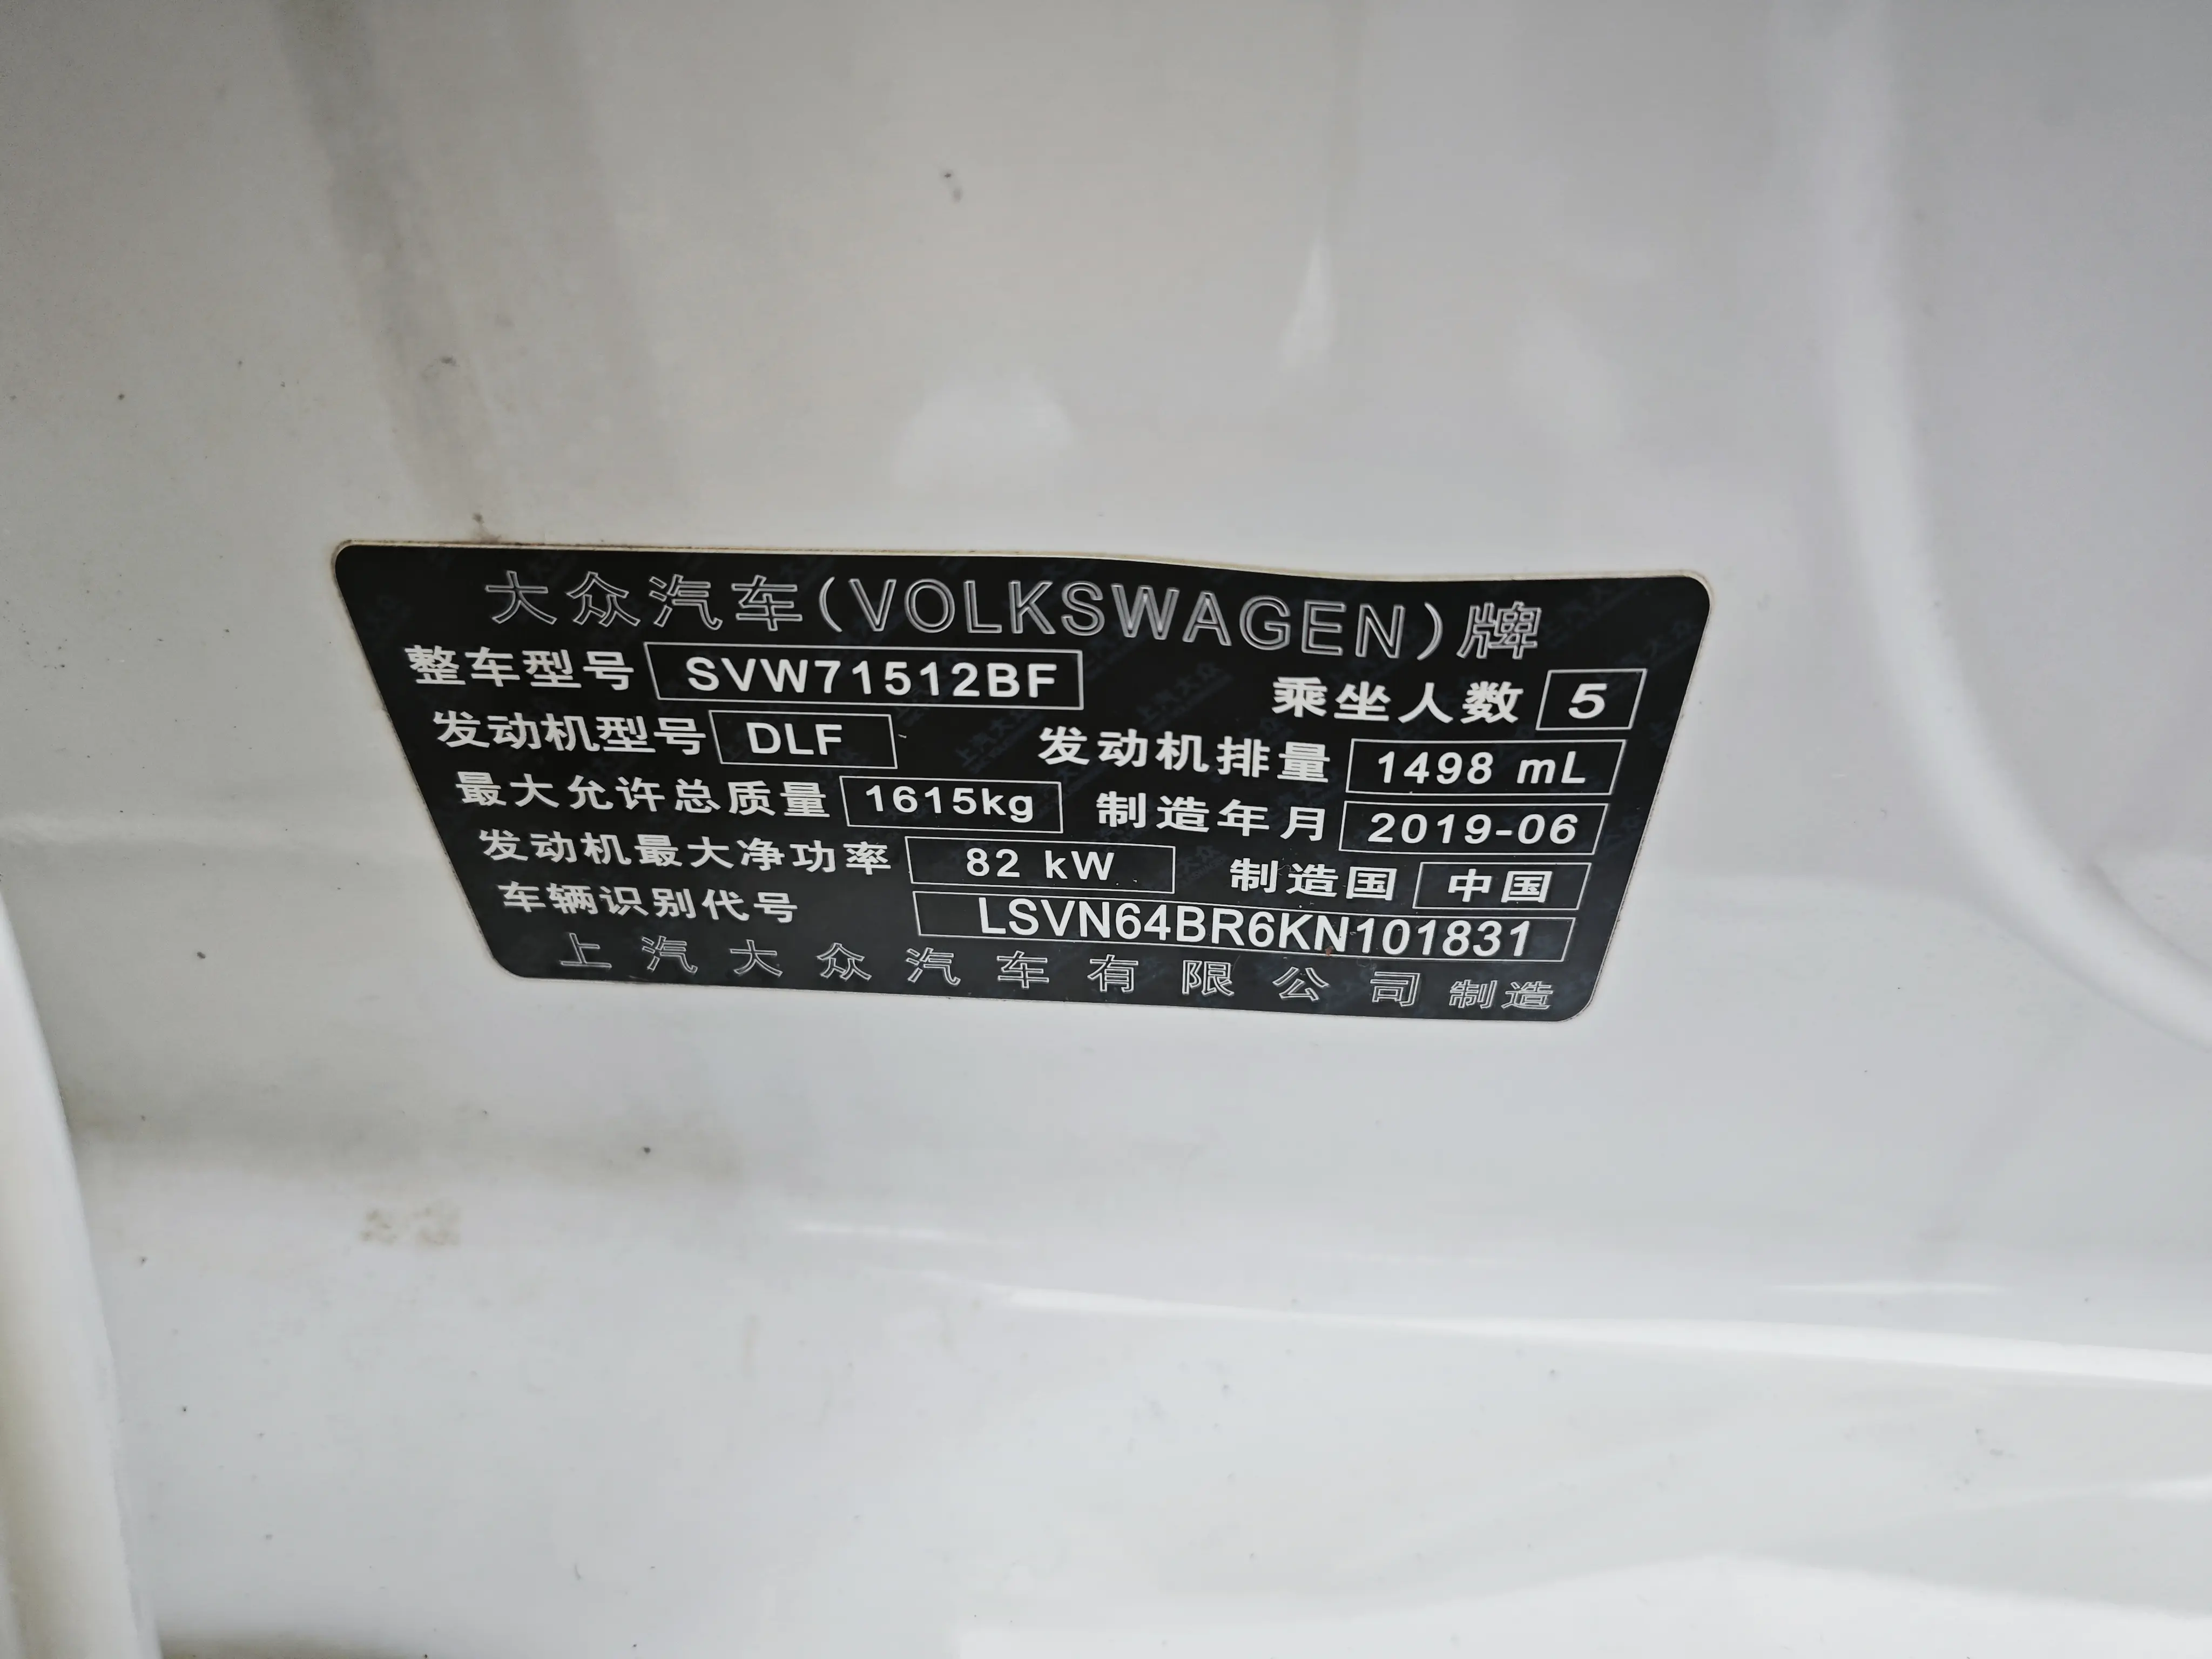 大众汽车(VOLKSWAGEN)牌
整车型号 SVW71512BF 乘坐人数 5
发动机型号 DLF 发动机排量 1498 mL
最大允许总质量 1615kg 制造年月 2019-06
发动机最大净功率 82 kW 制造国 中国
车辆识别代号 LSVN64BR6KN101831
上汽大众汽车有限公司 制造